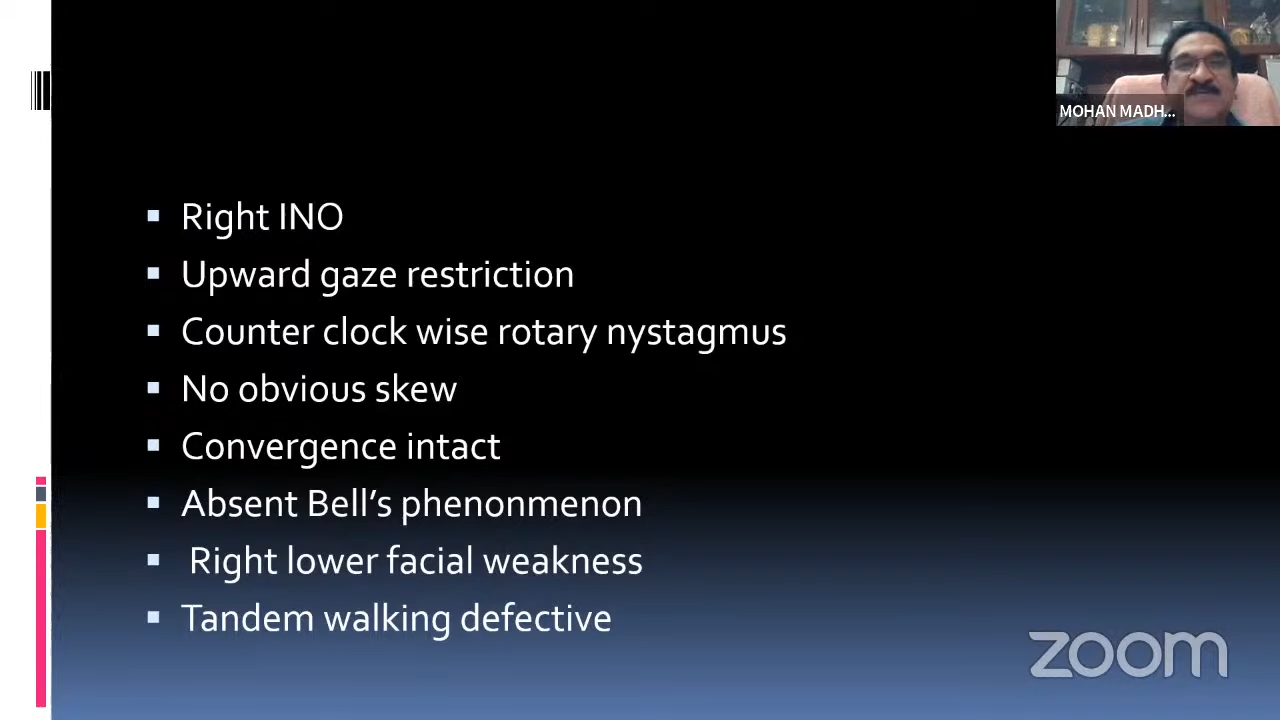 MOHAN MADH...
Right INO
Upward gaze restriction
Counter clock wise rotary nystagmus
No obvious skew
Convergence intact
Absent Bell’s phenonmenon
Right lower facial weakness
Tandem walking defective
zoom